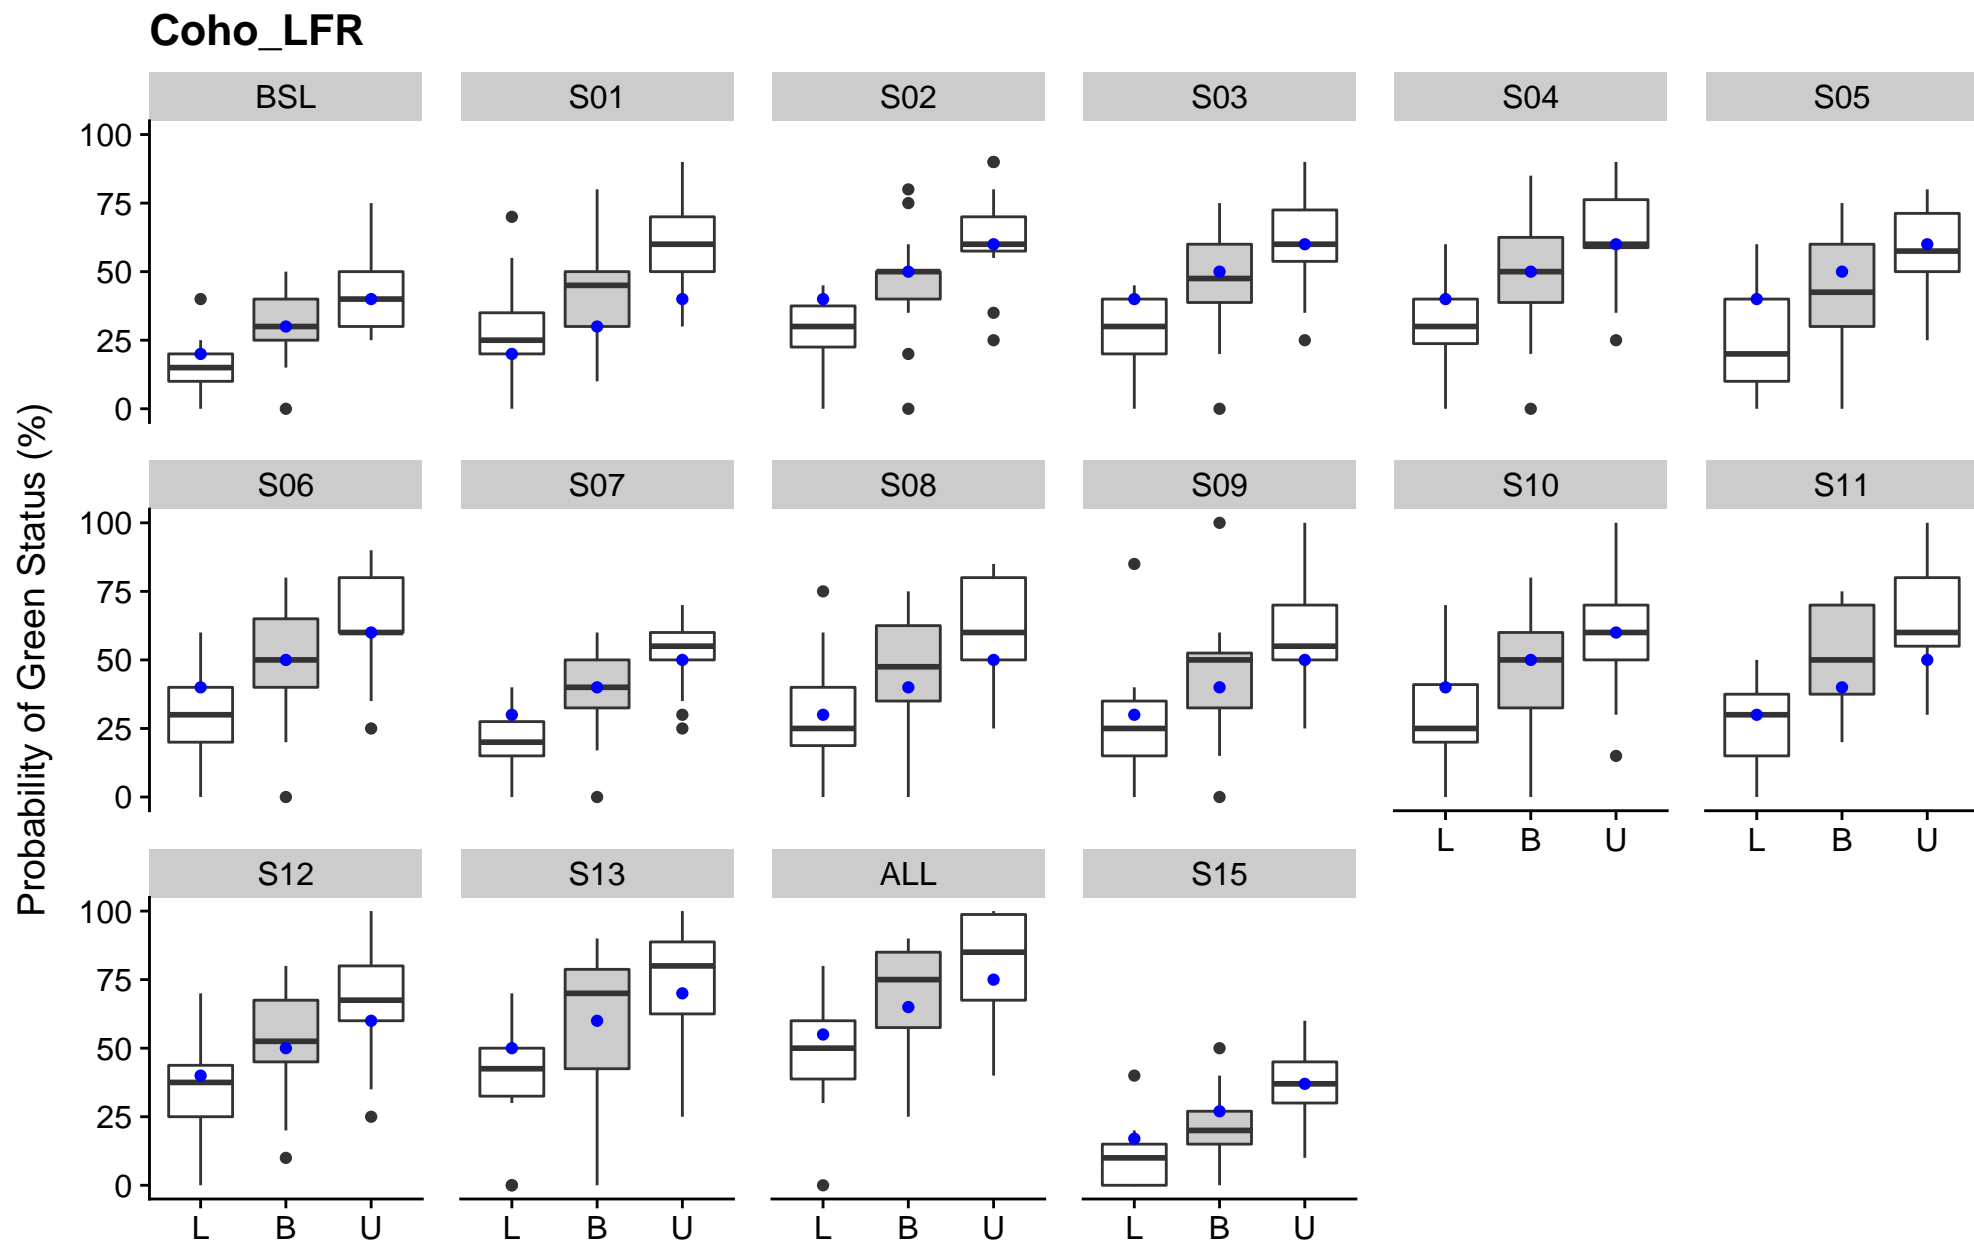 Coho_LFR
BSL S01 S02 S03 S04 S05
100
75
50
25
0
S06 S07 S08 S09 S10 S11
100
75
50
25
0
L B U L B U
S12 S13 ALL S15
100
75
50
25
0
L B U L B U L B U L B U
Probability of Green Status (%)